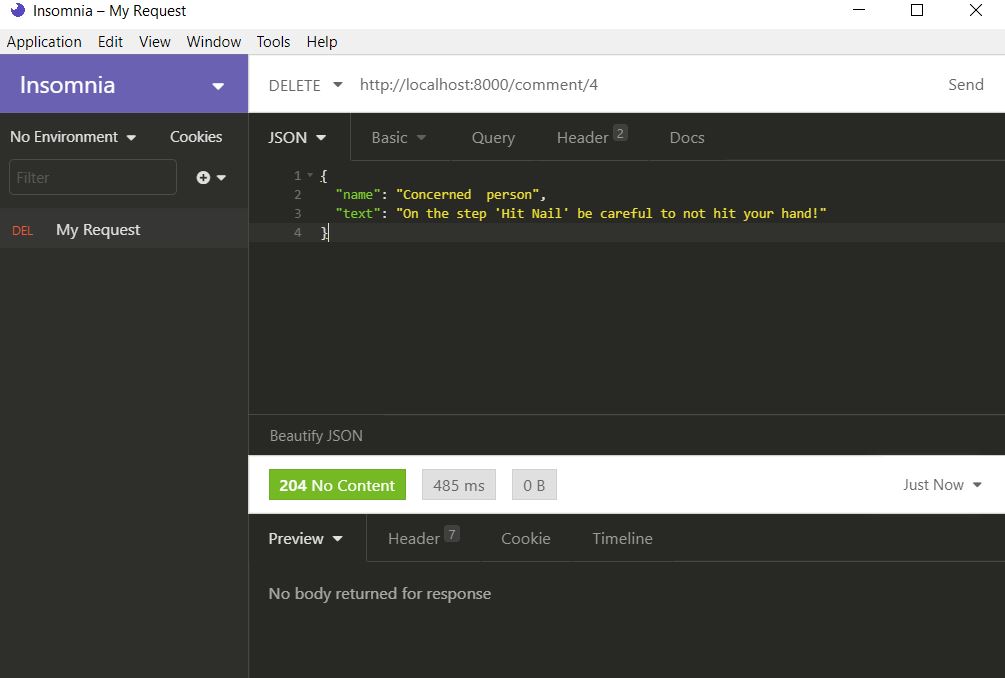 Insomnia – My Request
Application Edit View Window Tools Help
Insomnia
DELETE http://localhost:8000/comment/4 Send
No Environment Cookies
JSON Basic Query Header 2 Docs
Filter
DEL My Request
1 {
2 "name": "Concerned  person",
3 "text": "On the step 'Hit Nail' be careful to not hit your hand!"
4 }
Beautify JSON
204 No Content 485 ms 0 B Just Now
Preview Header 7 Cookie Timeline
No body returned for response